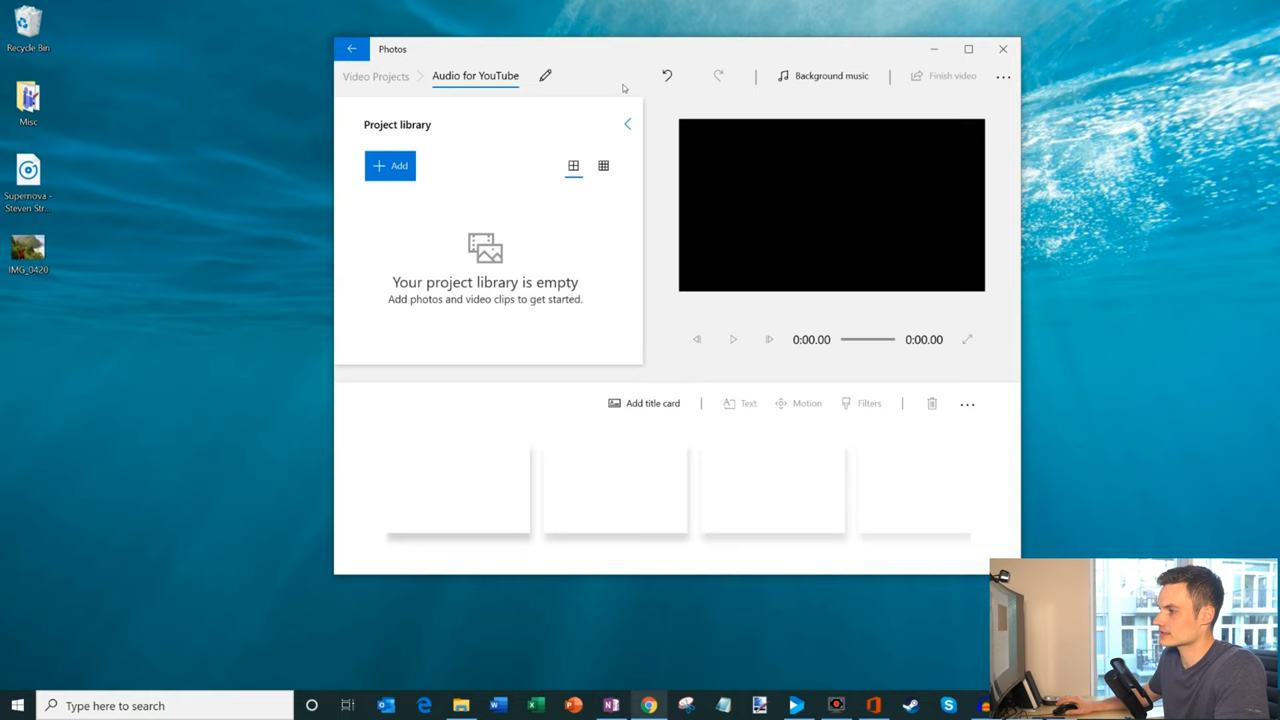 Recycle Bin
Misc
Supernova -
Steven Str...
IMG_0420
Photos
Video Projects
Audio for YouTube
Background music
Finish video
Project library
Add
Your project library is empty
Add photos and video clips to get started.
0:00.00
0:00.00
Add title card
Text
Motion
Filters
Type here to search